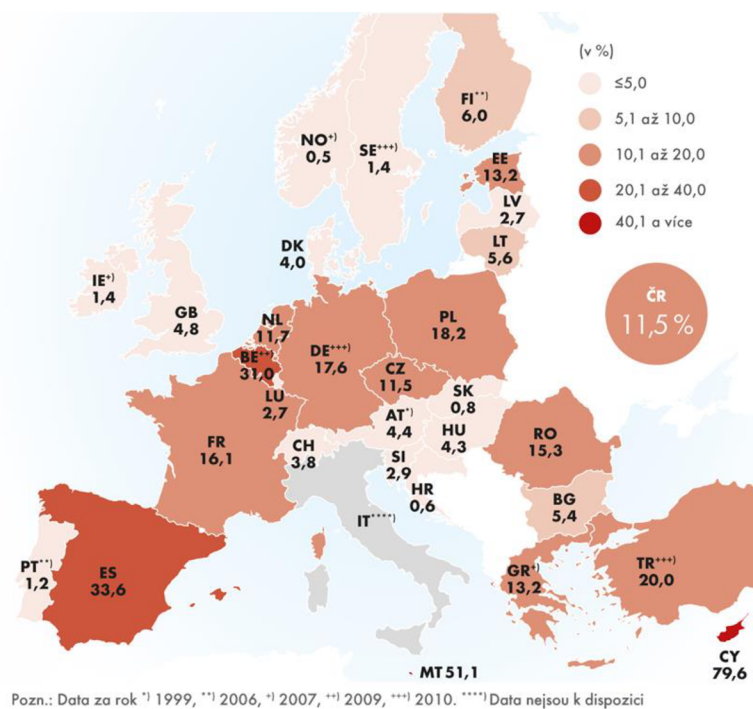 (v %)
≤5,0
5,1 až 10,0
10,1 až 20,0
20,1 až 40,0
40,1 a více
ČR
11,5 %
FI**)
6,0
NO+)
0,5
SE+++)
1,4
EE
13,2
LV
2,7
LT
5,6
DK
4,0
IE+)
1,4
GB
4,8
NL
11,7
PL
18,2
BE++)
31,0
DE+++)
17,6
CZ
11,5
LU
2,7
SK
0,8
AT*)
4,4
HU
4,3
FR
16,1
CH
3,8
SI
2,9
RO
15,3
HR
0,6
BG
5,4
IT****)
PT**)
1,2
ES
33,6
GR+)
13,2
TR+++)
20,0
CY
79,6
MT 51,1
Pozn.: Data za rok *) 1999, **) 2006, +) 2007, ++) 2009, +++) 2010. ****) Data nejsou k dispozici